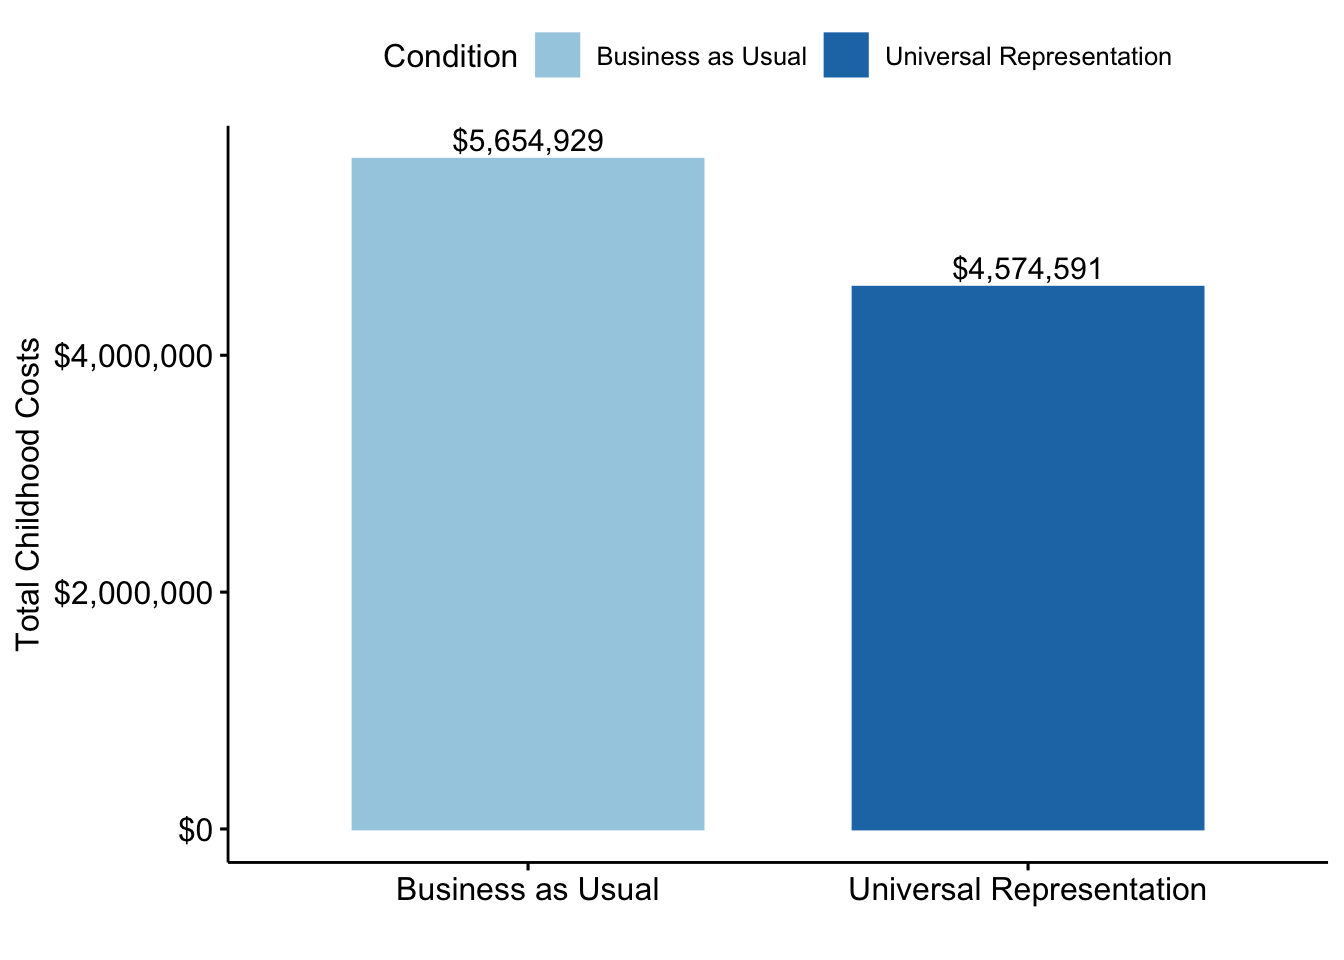 Condition Business as Usual Universal Representation
$5,654,929
$4,574,591
Total Childhood Costs
$4,000,000
$2,000,000
$0
Business as Usual Universal Representation